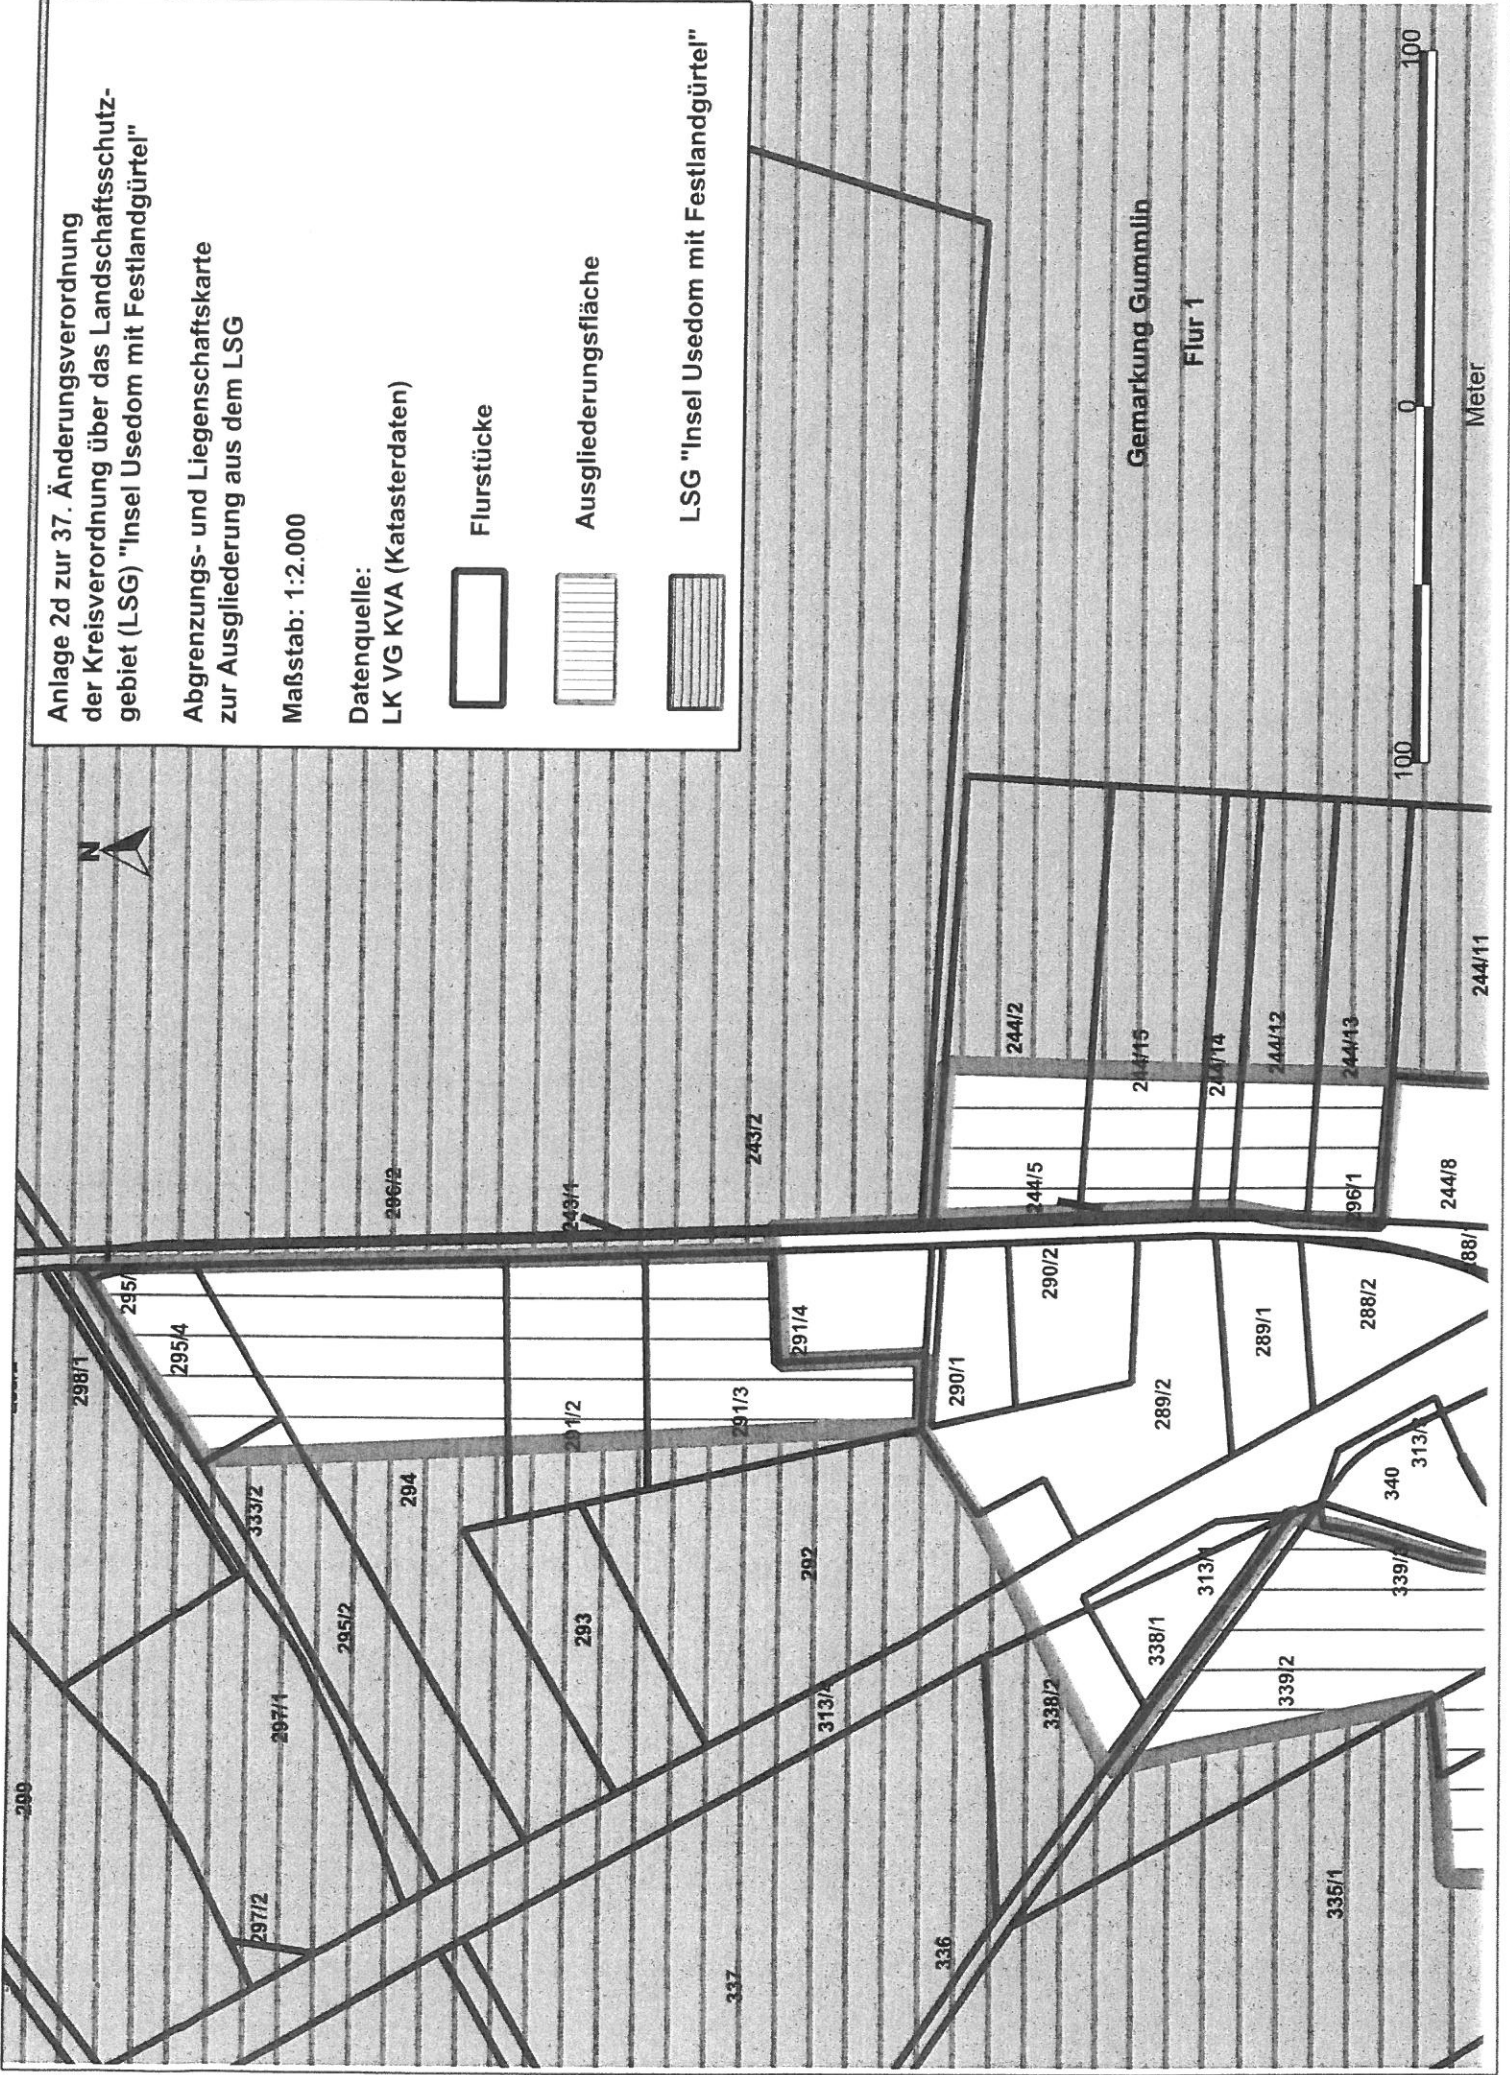 Anlage 2d zur 37. Änderungsverordnung
der Kreisverordnung über das Landschaftsschutz-
gebiet (LSG) "Insel Usedom mit Festlandgürtel"
Abgrenzungs- und Liegenschaftskarte
zur Ausgliederung aus dem LSG
Maßstab: 1:2.000
Datenquelle:
LK VG KVA (Katasterdaten)
Flurstücke
Ausgliederungsfläche
LSG "Insel Usedom mit Festlandgürtel"
N
299
298/1
297/2
297/1
333/2
295/4
295/2
294
296/2
243/1
291/2
291/3
293
292
243/2
291/4
313/4
337
336
338/2
290/1
290/2
244/5
244/2
289/2
289/1
288/2
244/15
244/14
244/12
244/13
296/1
244/8
244/11
313/1
338/1
339/2
340
335/1
Gemarkung Gummlin
Flur 1
100
0
100
Meter